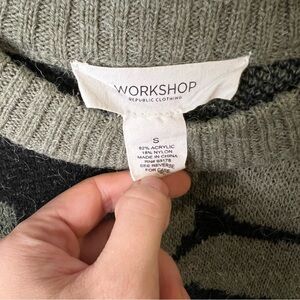 WORKSHOP
REPUBLIC CLOTHING
S
82% ACRYLIC
18% NYLON
MADE IN CHINA
SEE REVERSE
FOR CARE